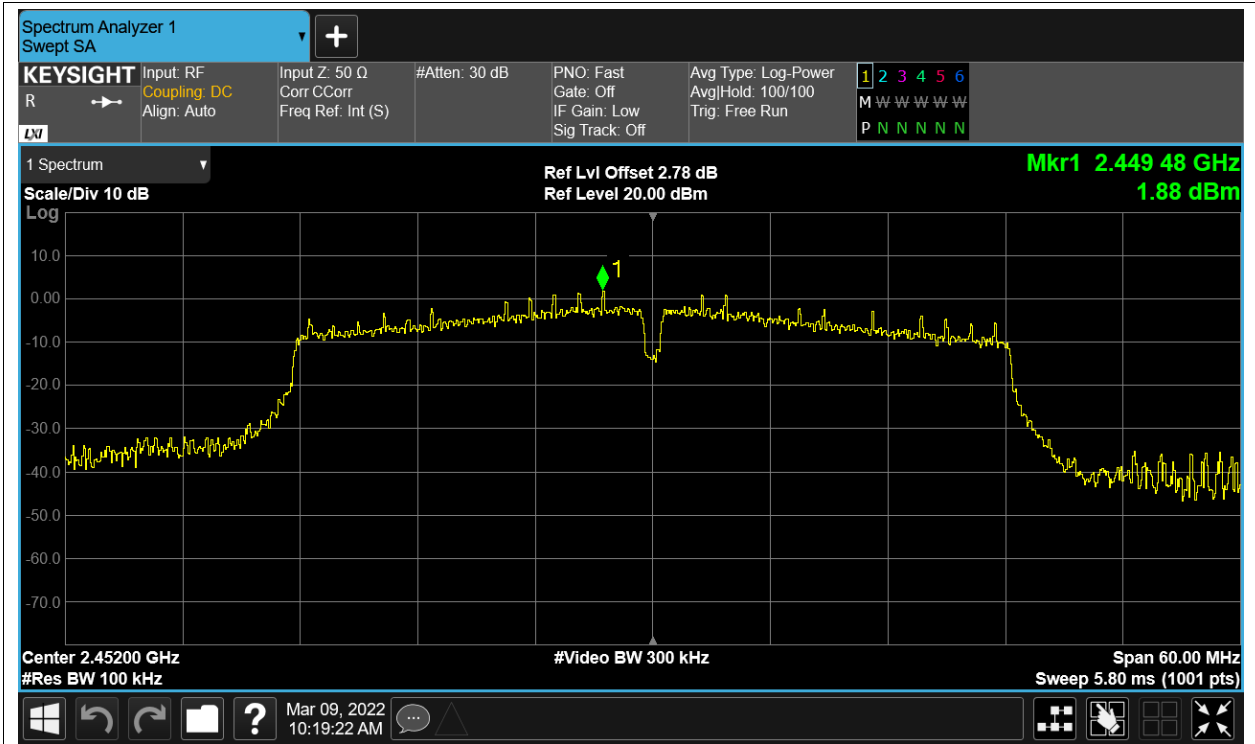 Spectrum Analyzer 1
Swept SA
KEYSIGHT
R
LXI
Input: RF
Coupling: DC
Align: Auto
Input Z: 50 Ω
Corr CCorr
Freq Ref: Int (S)
#Atten: 30 dB
PNO: Fast
Gate: Off
IF Gain: Low
Sig Track: Off
Avg Type: Log-Power
Avg|Hold: 100/100
Trig: Free Run
1 2 3 4 5 6
M W W W W W
P N N N N N
1 Spectrum
Scale/Div 10 dB
Log
Ref Lvl Offset 2.78 dB
Ref Level 20.00 dBm
Mkr1 2.449 48 GHz
1.88 dBm
10.0
0.00
-10.0
-20.0
-30.0
-40.0
-50.0
-60.0
-70.0
1
Center 2.45200 GHz
#Res BW 100 kHz
#Video BW 300 kHz
Span 60.00 MHz
Sweep 5.80 ms (1001 pts)
?
Mar 09, 2022
10:19:22 AM